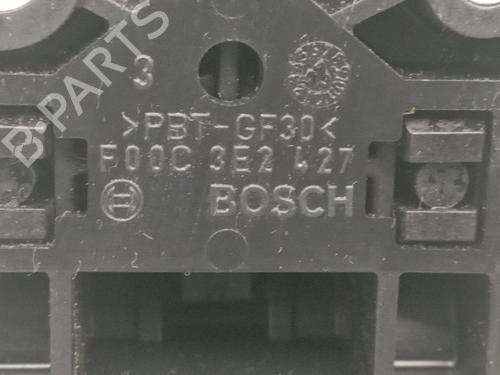 3
>PBT-GF30<
F00C 3E2 427
BOSCH
B-PARTS